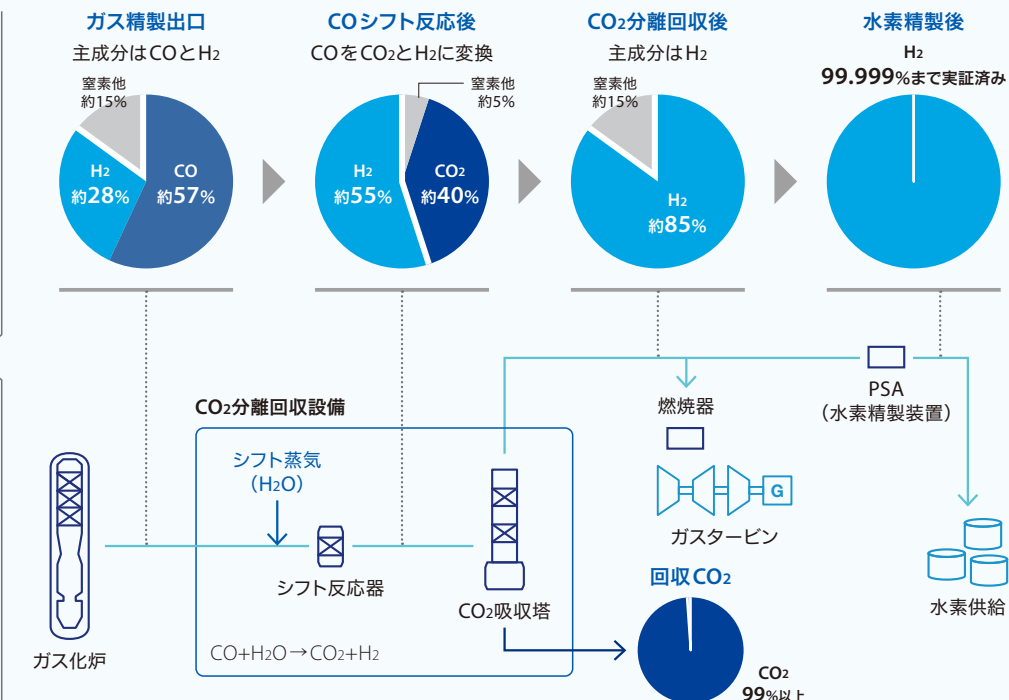 ガス精製出口
主成分はCOとH2
窒素他
約15%
H2
約28%
CO
約57%
COシフト反応後
COをCO2とH2に変換
窒素他
約5%
H2
約55%
CO2
約40%
CO2分離回収後
主成分はH2
窒素他
約15%
H2
約85%
水素精製後
H2
99.999%まで実証済み
CO2分離回収設備
シフト蒸気
(H2O)
シフト反応器
CO2吸収塔
CO+H2O→CO2+H2
ガス化炉
燃焼器
G
ガスタービン
PSA
(水素精製装置)
水素供給
回収CO2
CO2
99%以上